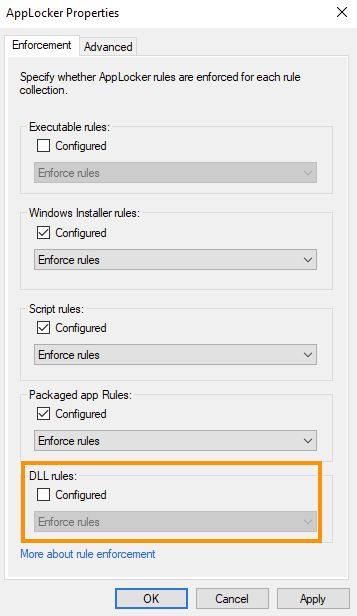 AppLocker Properties
Enforcement Advanced
Specify whether AppLocker rules are enforced for each rule
collection.
Executable rules:
Configured
Enforce rules
Windows Installer rules:
Configured
Enforce rules
Script rules:
Configured
Enforce rules
Packaged app Rules:
Configured
Enforce rules
DLL rules:
Configured
Enforce rules
More about rule enforcement
OK Cancel Apply